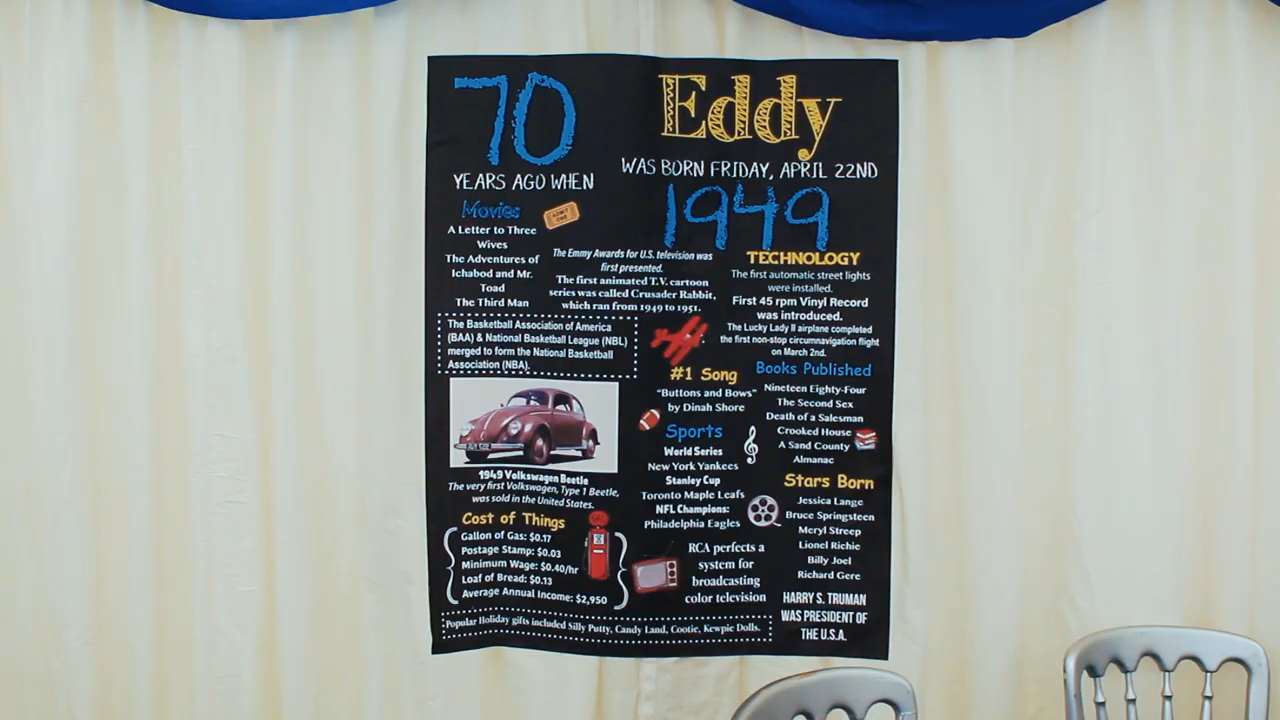 70
YEARS AGO WHEN
Eddy
WAS BORN FRIDAY, APRIL 22ND
1949
Movies
ADMIT
ONE
A Letter to Three
Wives
The Adventures of
Ichabod and Mr.
Toad
The Third Man
The Emmy Awards for U.S. television was
first presented.
The first animated T.V. cartoon
series was called Crusader Rabbit,
which ran from 1949 to 1951.
TECHNOLOGY
The first automatic street lights
were installed.
First 45 rpm Vinyl Record
was introduced.
The Lucky Lady II airplane completed
the first non-stop circumnavigation flight
on March 2nd.
The Basketball Association of America
(BAA) & National Basketball League (NBL)
merged to form the National Basketball
Association (NBA).
#1 Song
"Buttons and Bows"
by Dinah Shore
Books Published
Nineteen Eighty-Four
The Second Sex
Death of a Salesman
Crooked House
A Sand County
Almanac
1949 Volkswagen Beetle
The very first Volkswagen, Type 1 Beetle,
was sold in the United States.
Sports
World Series
New York Yankees
Stanley Cup
Toronto Maple Leafs
NFL Champions:
Philadelphia Eagles
Stars Born
Jessica Lange
Bruce Springsteen
Meryl Streep
Lionel Richie
Billy Joel
Richard Gere
Cost of Things
Gallon of Gas: $0.17
Postage Stamp: $0.03
Minimum Wage: $0.40/hr
Loaf of Bread: $0.13
Average Annual Income: $2,950
RCA perfects a
system for
broadcasting
color television
HARRY S. TRUMAN
WAS PRESIDENT OF
THE U.S.A.
Popular Holiday gifts included Silly Putty, Candy Land, Cootie, Kewpie Dolls.